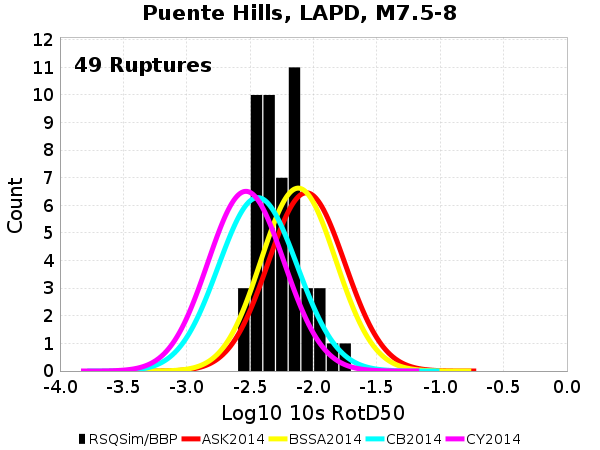 Puente Hills, LAPD, M7.5-8
49 Ruptures
Count
12
11
10
9
8
7
6
5
4
3
2
1
0
-4.0 -3.5 -3.0 -2.5 -2.0 -1.5 -1.0 -0.5 0.0
Log10 10s RotD50
RSQSim/BBP ASK2014 BSSA2014 CB2014 CY2014